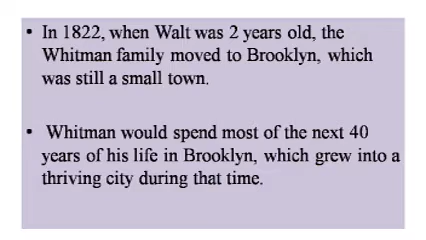 • In 1822, when Walt was 2 years old, the
Whitman family moved to Brooklyn, which
was still a small town.
• Whitman would spend most of the next 40
years of his life in Brooklyn, which grew into a
thriving city during that time.